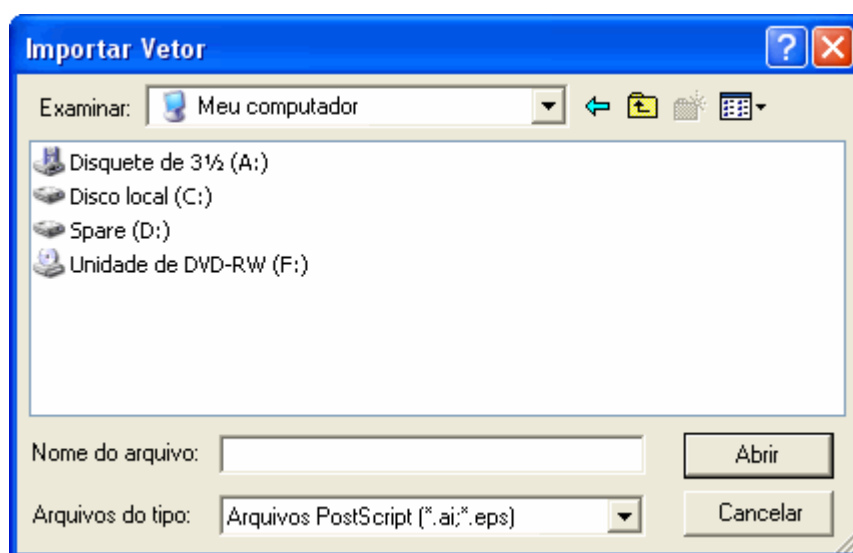 Importar Vetor
Examinar: Meu computador
Disquete de 3½ (A:)
Disco local (C:)
Spare (D:)
Unidade de DVD-RW (F:)
Nome do arquivo: Abrir
Arquivos do tipo: Arquivos PostScript (*.ai;*.eps) Cancelar